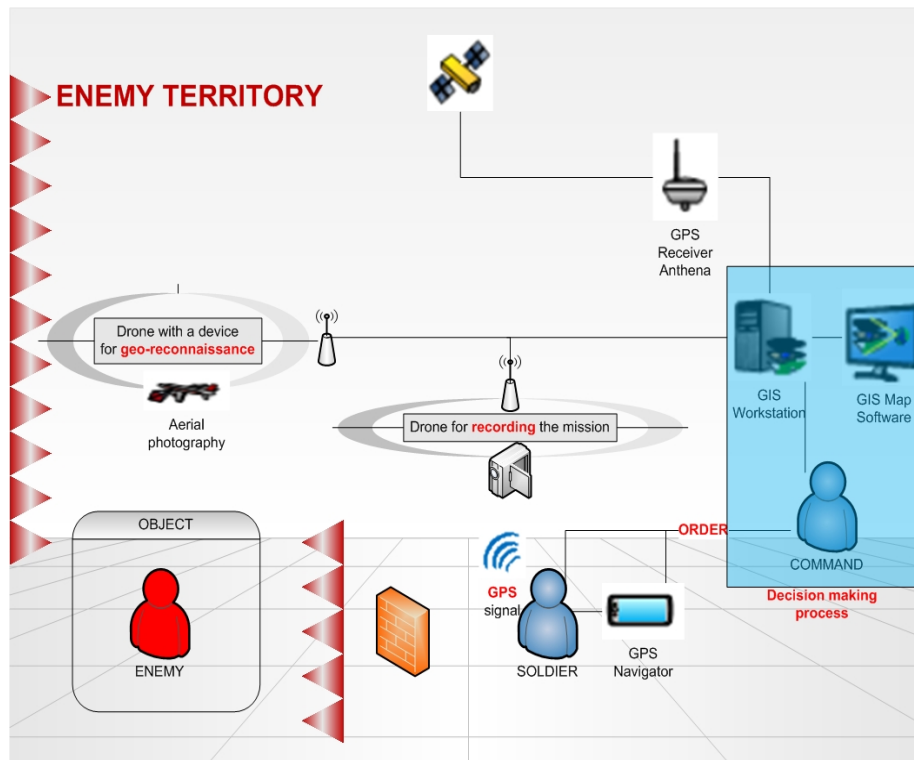 ENEMY TERRITORY
GPS
Receiver
Anthena
Drone with a device
for geo-reconnaissance
Aerial
photography
Drone for recording the mission
GIS
Workstation
GIS Map
Software
OBJECT
ENEMY
GPS
signal
SOLDIER
GPS
Navigator
ORDER
COMMAND
Decision making
process